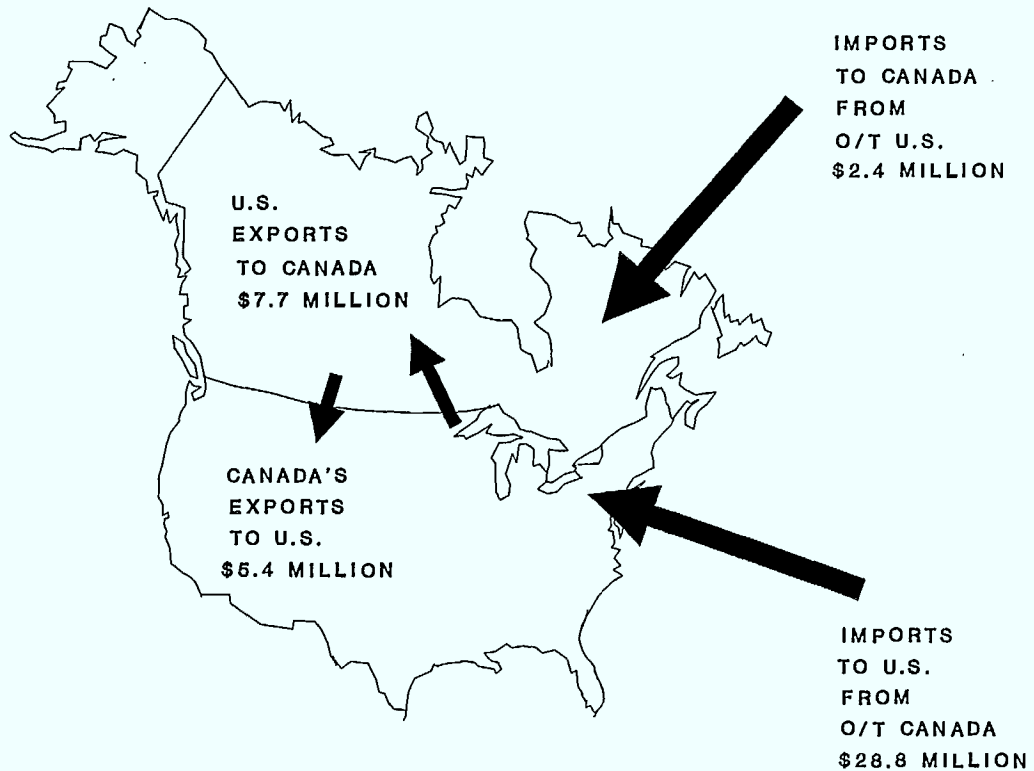 IMPORTS
TO CANADA
FROM
O/T U.S.
$2.4 MILLION
U.S.
EXPORTS
TO CANADA
$7.7 MILLION
CANADA'S
EXPORTS
TO U.S.
$5.4 MILLION
IMPORTS
TO U.S.
FROM
O/T CANADA
$28.8 MILLION